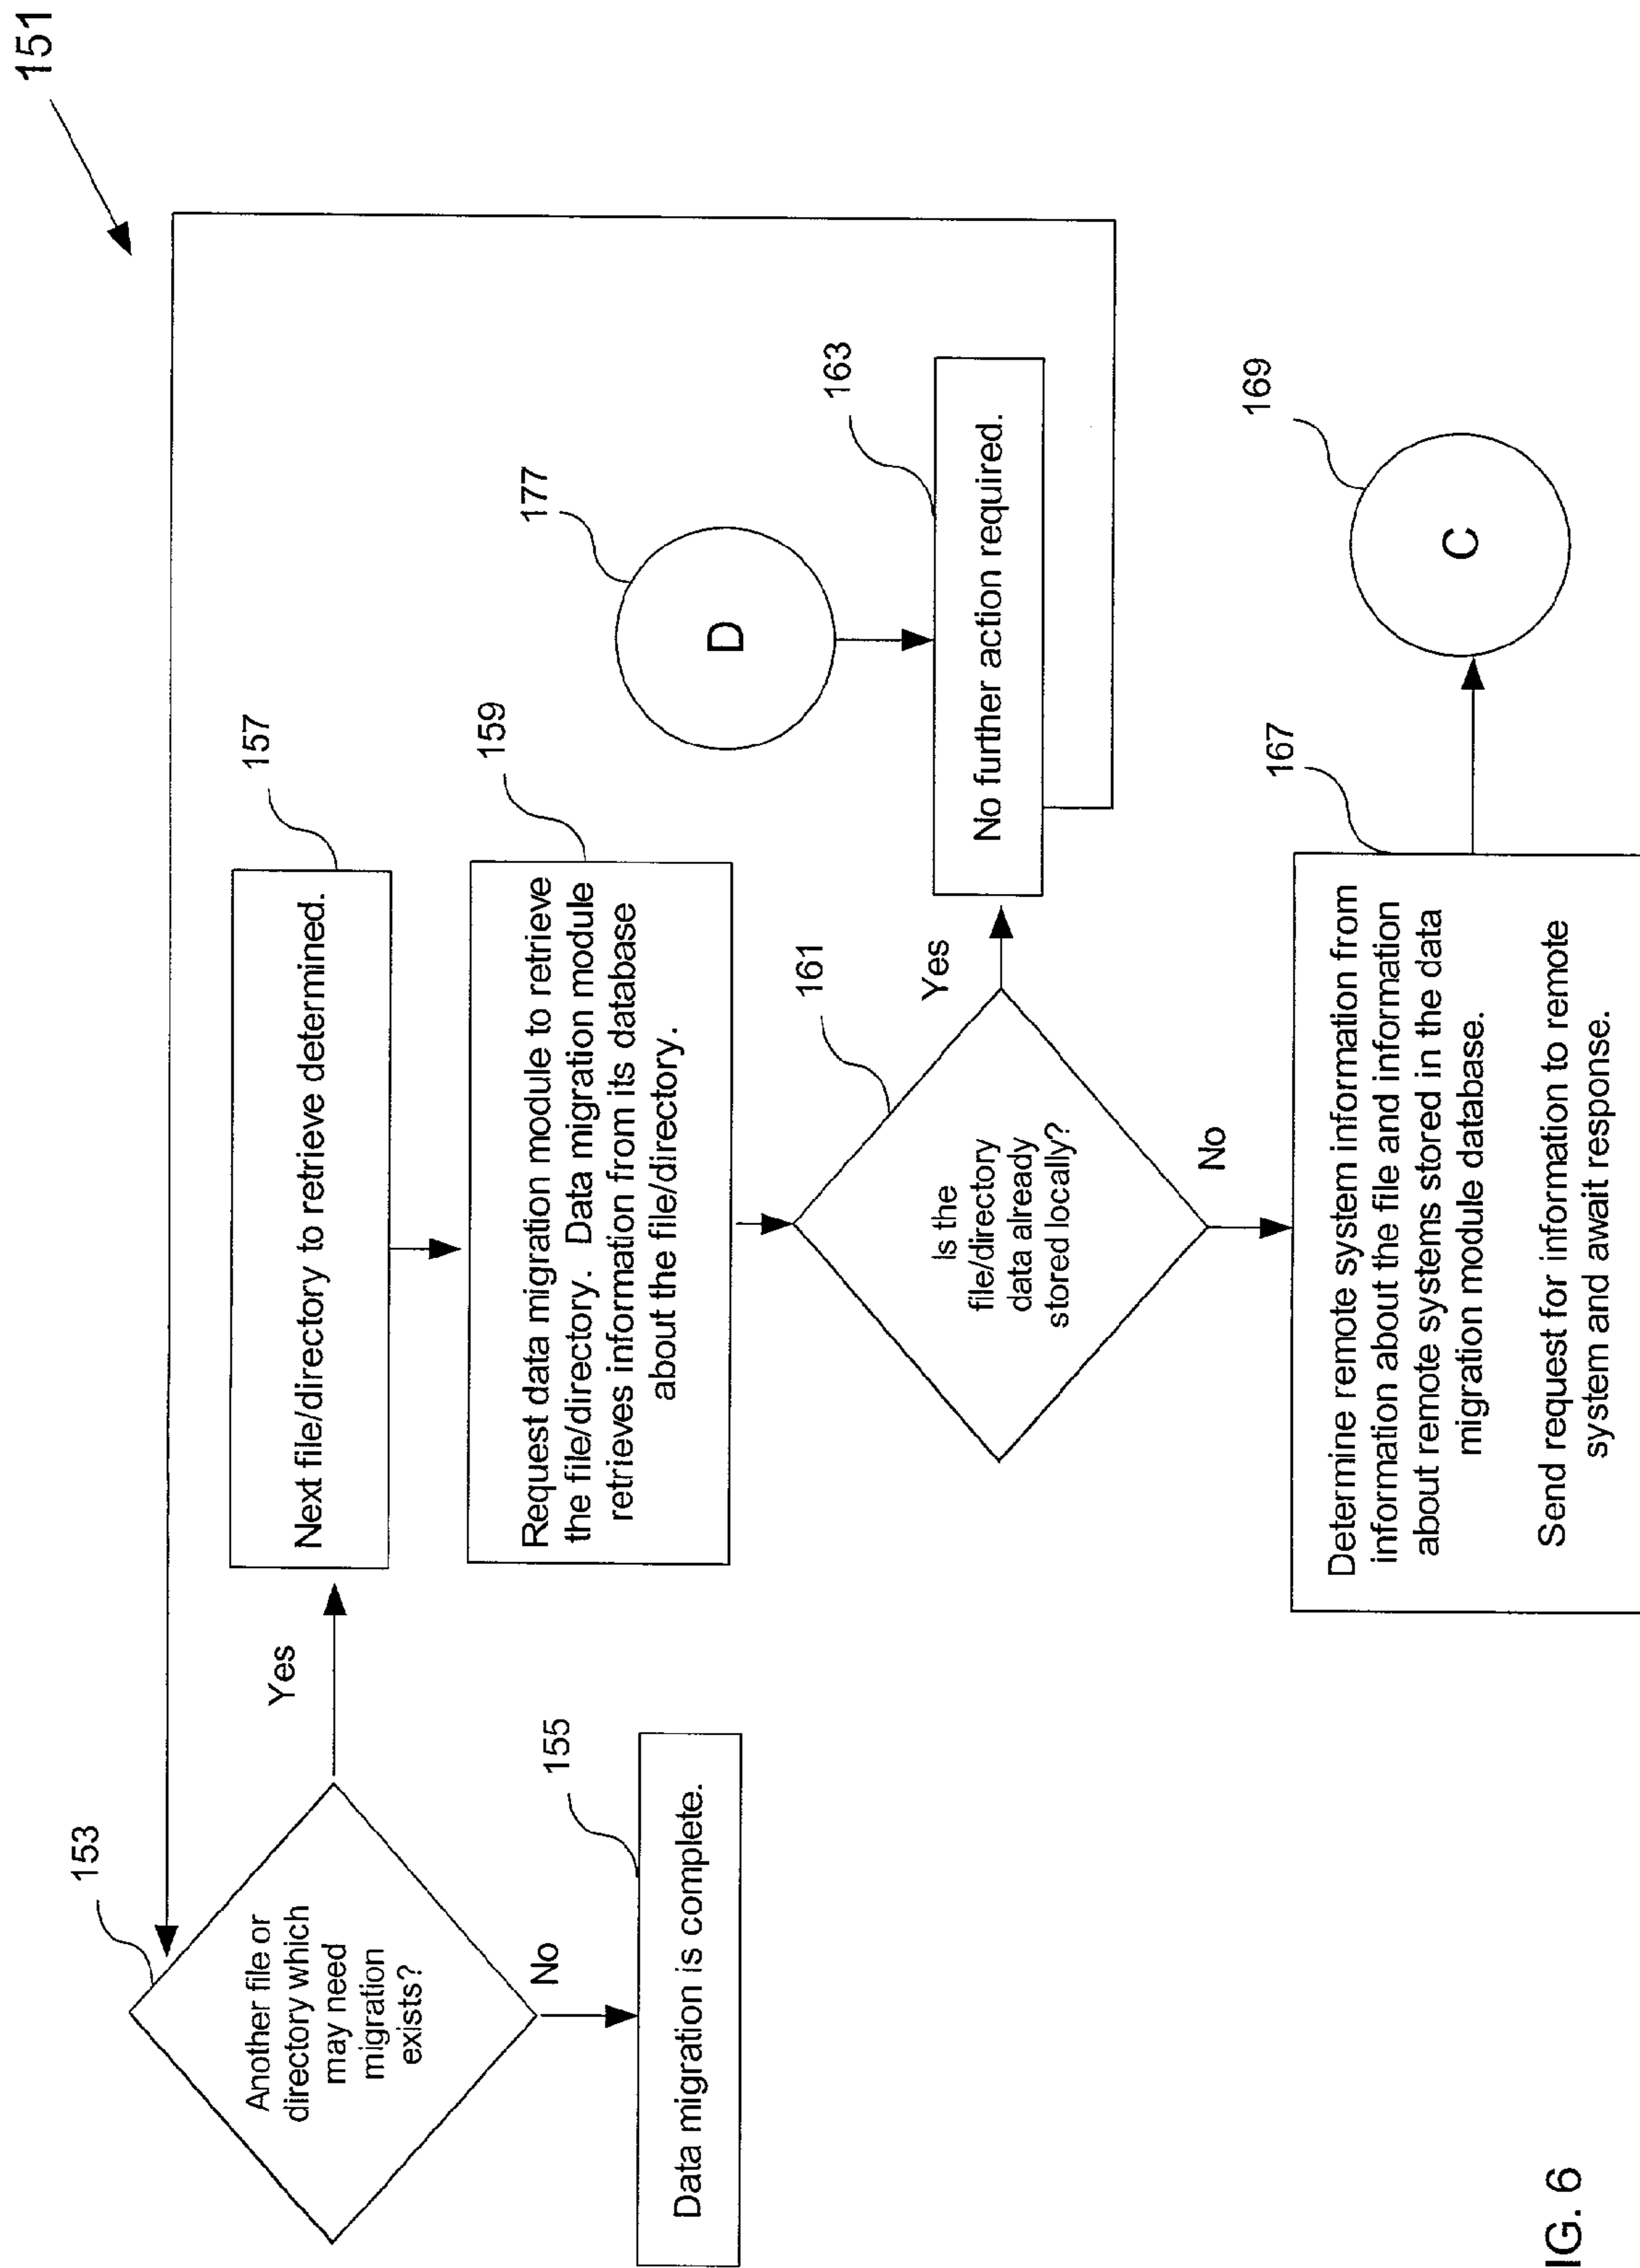 151
153
Another file or
directory which
may need
migration
exists?
Yes
No
155
Data migration is complete.
157
Next file/directory to retrieve determined.
159
Request data migration module to retrieve
the file/directory. Data migration module
retrieves information from its database
about the file/directory.
161
Is the
file/directory
data already
stored locally?
Yes
No
177
D
163
No further action required.
167
Determine remote system information from
information about the file and information
about remote systems stored in the data
migration module database.
Send request for information to remote
system and await response.
169
C
IG. 6